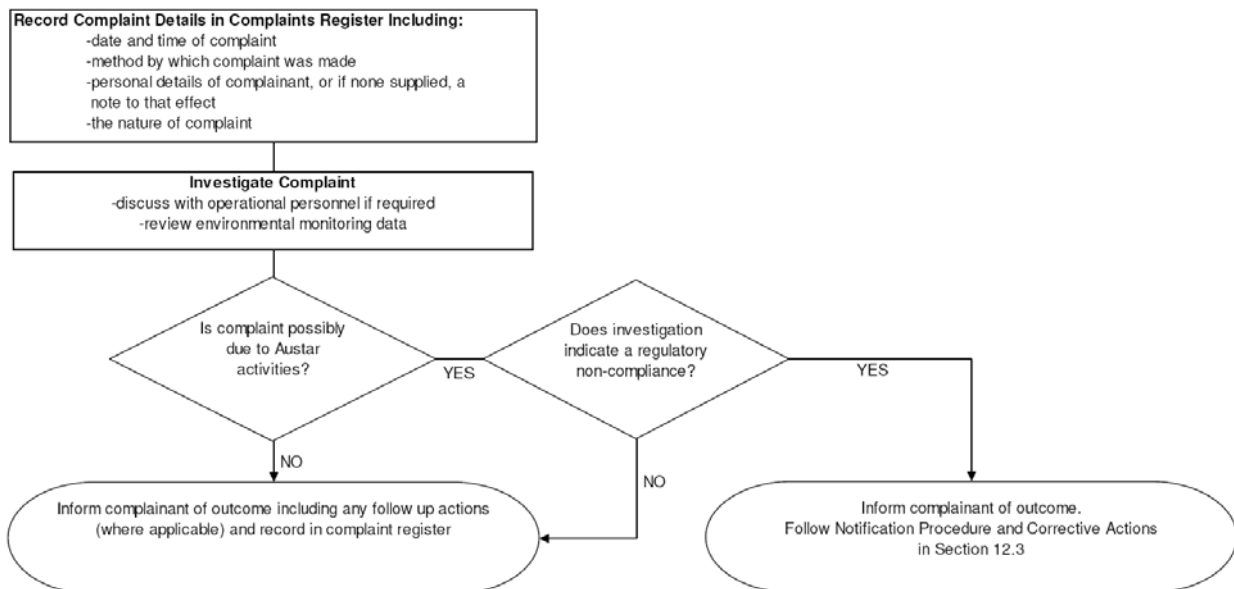 Record Complaint Details in Complaints Register Including:
-date and time of complaint
-method by which complaint was made
-personal details of complainant, or if none supplied, a
note to that effect
-the nature of complaint
Investigate Complaint
-discuss with operational personnel if required
-review environmental monitoring data
Is complaint possibly
due to Austar
activities?
YES
Does investigation
indicate a regulatory
non-compliance?
YES
NO
NO
Inform complainant of outcome including any follow up actions
(where applicable) and record in complaint register
Inform complainant of outcome.
Follow Notification Procedure and Corrective Actions
in Section 12.3